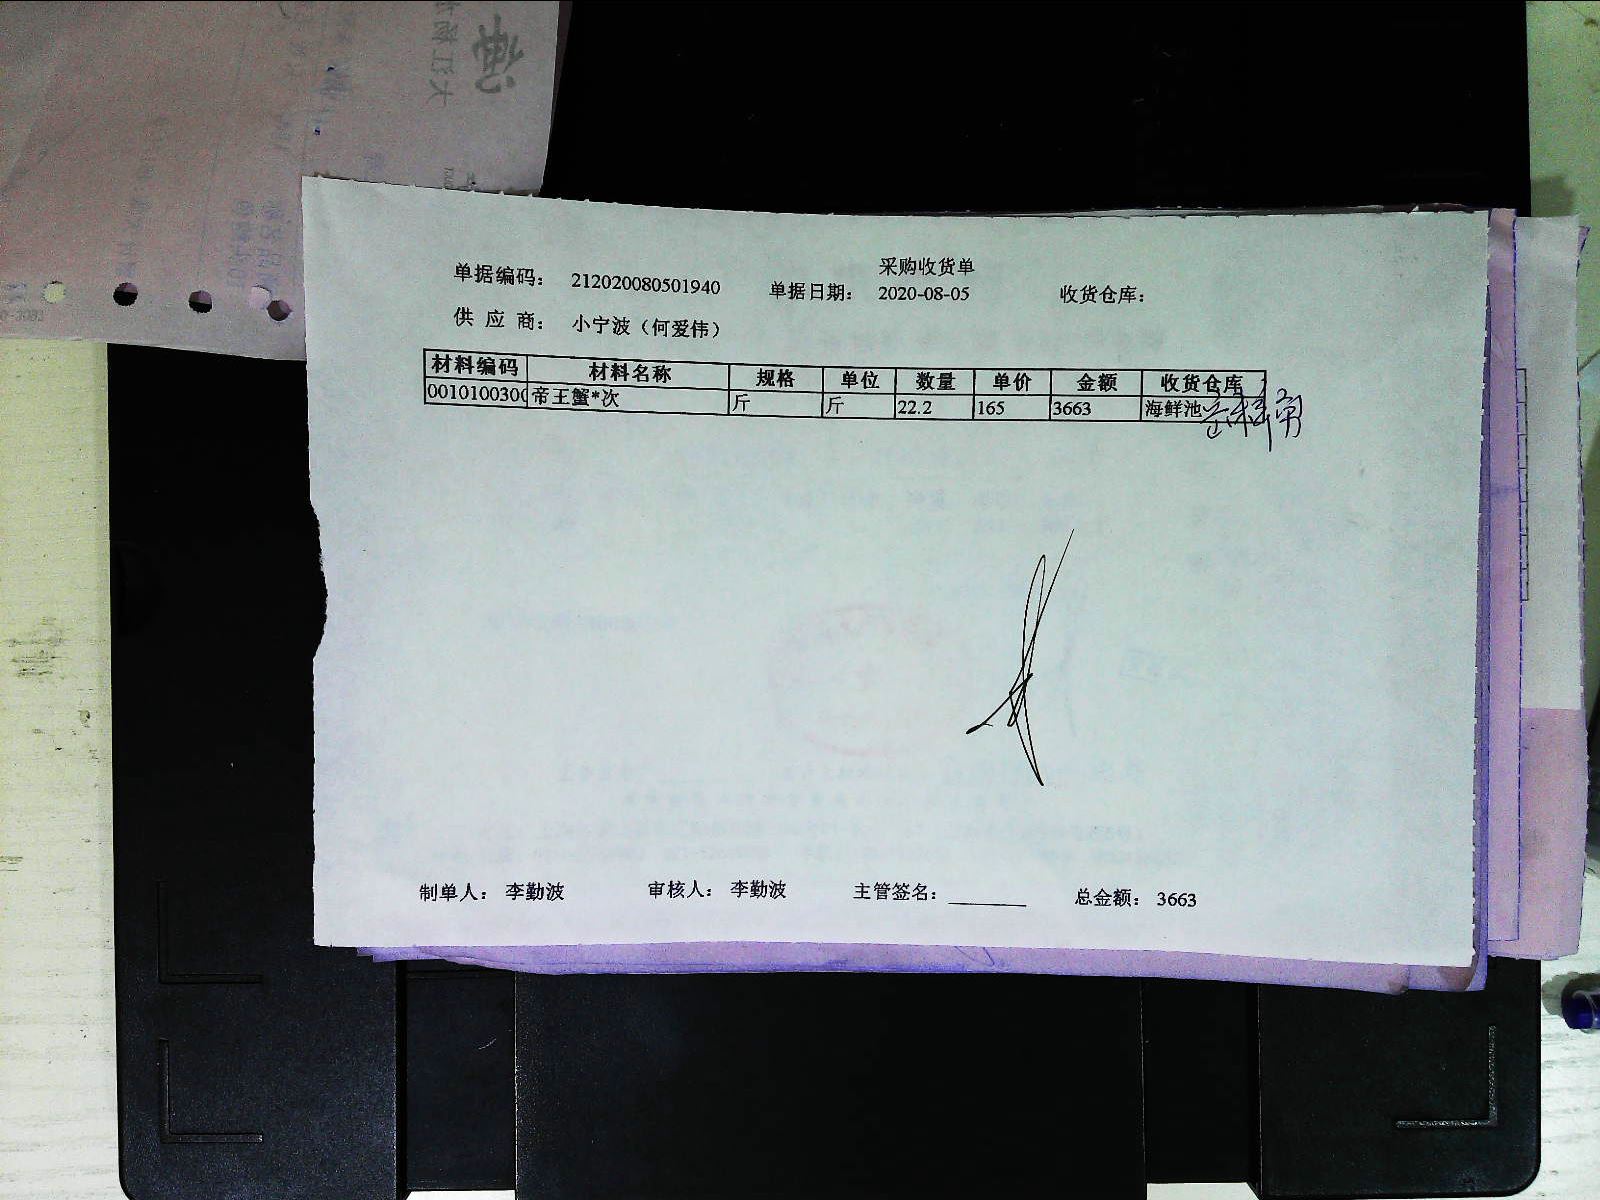 采购收货单
单据编码： 212020080501940 单据日期： 2020-08-05 收货仓库：
供 应 商： 小宁波（何爱伟）
材料编码 材料名称 规格 单位 数量 单价 金额 收货仓库
0010100300 帝王蟹*次 斤 斤 22.2 165 3663 海鲜池
制单人： 李勤波 审核人： 李勤波 主管签名： 总金额： 3663